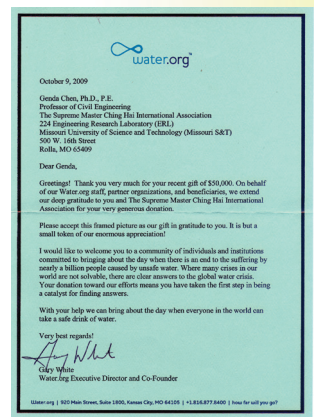 water.org™
October 9, 2009
Genda Chen, Ph.D., P.E.
Professor of Civil Engineering
The Supreme Master Ching Hai International Association
224 Engineering Research Laboratory (ERL)
Missouri University of Science and Technology (Missouri S&T)
500 W. 16th Street
Rolla, MO 65409
Dear Genda,
Greetings! Thank you very much for your recent gift of $50,000. On behalf
of our Water.org staff, partner organizations, and beneficiaries, we extend
our deep gratitude to you and The Supreme Master Ching Hai International
Association for your very generous donation.
Please accept this framed picture as our gift in gratitude to you. It is but a
small token of our enormous appreciation!
I would like to welcome you to a community of individuals and institutions
committed to bringing about the day when there is an end to the suffering by
nearly a billion people caused by unsafe water. Where many crises in our
world are not solvable, there are clear answers to the global water crisis.
Your donation toward our efforts means you have taken the first step in being
a catalyst for finding answers.
With your help we can bring about the day when everyone in the world can
take a safe drink of water.
Very best regards!
Gary White
Gary White
Water.org Executive Director and Co-Founder
Water.org | 920 Main Street, Suite 1800, Kansas City, MO 64105 | +1.816.877.8400 | how far will you go?